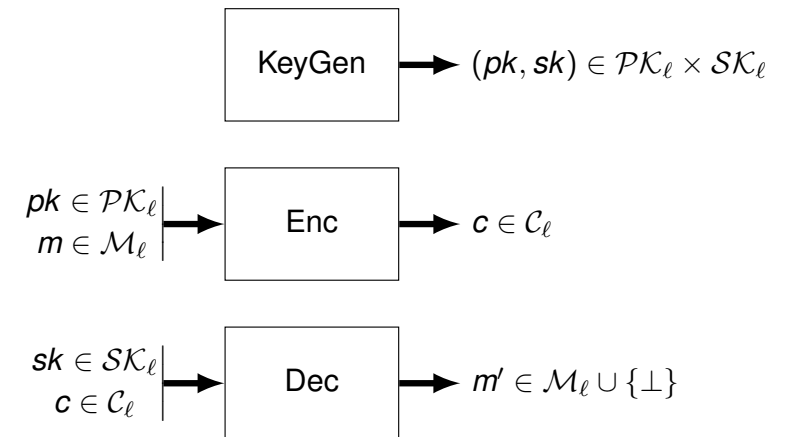 KeyGen (pk, sk) ∈ 𝒫𝒦ℓ × 𝒮𝒦ℓ
pk ∈ 𝒫𝒦ℓ
m ∈ ℳℓ
Enc c ∈ 𝒞ℓ
sk ∈ 𝒮𝒦ℓ
c ∈ 𝒞ℓ
Dec m′ ∈ ℳℓ ∪ {⊥}